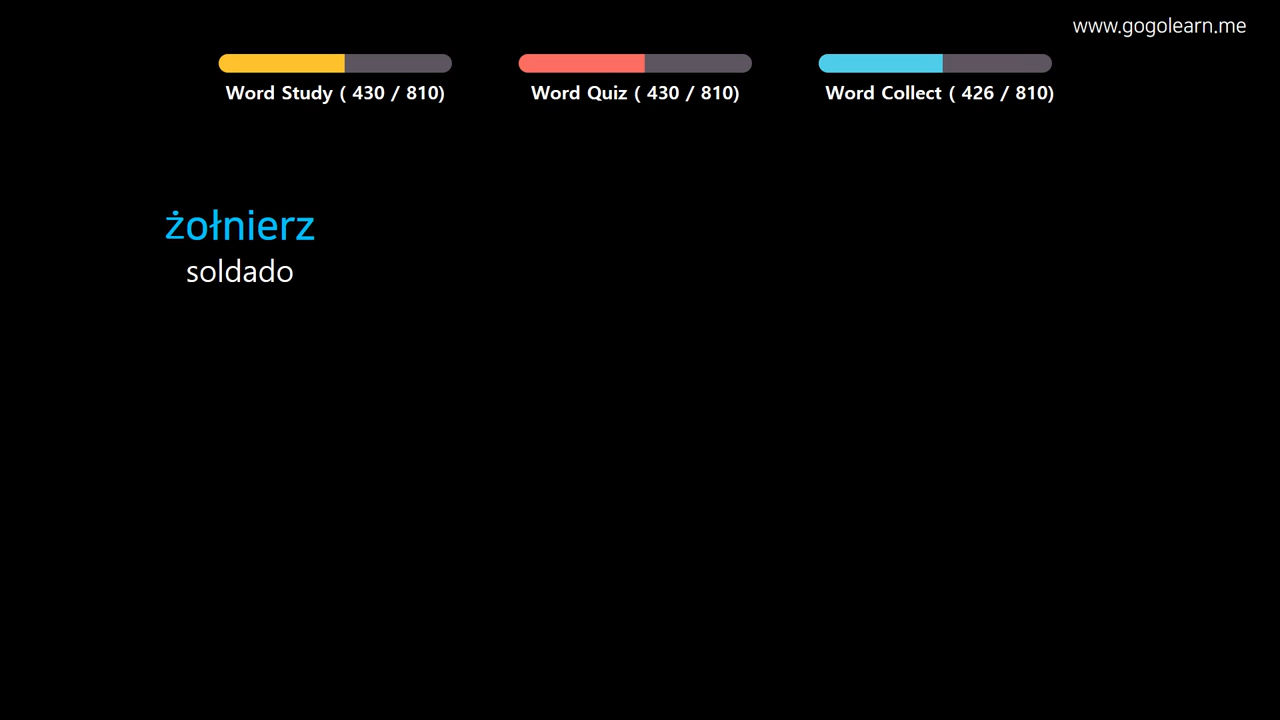 www.gogolearn.me
Word Study ( 430 / 810)
Word Quiz ( 430 / 810)
Word Collect ( 426 / 810)
żołnierz
soldado